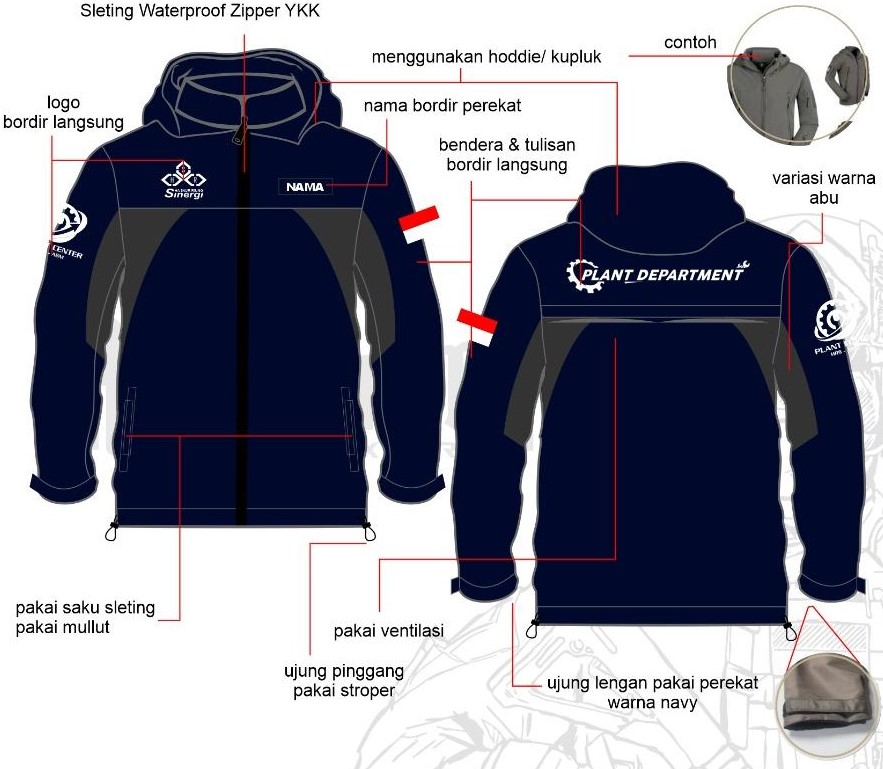 Sleting Waterproof Zipper YKK
menggunakan hoddie/ kupluk
contoh
logo
bordir langsung
nama bordir perekat
bendera & tulisan
bordir langsung
variasi warna
abu
Sinergi
NAMA
CENTER
PLANT DEPARTMENT
PLANT
pakai saku sleting
pakai mullut
pakai ventilasi
ujung pinggang
pakai stroper
ujung lengan pakai perekat
warna navy